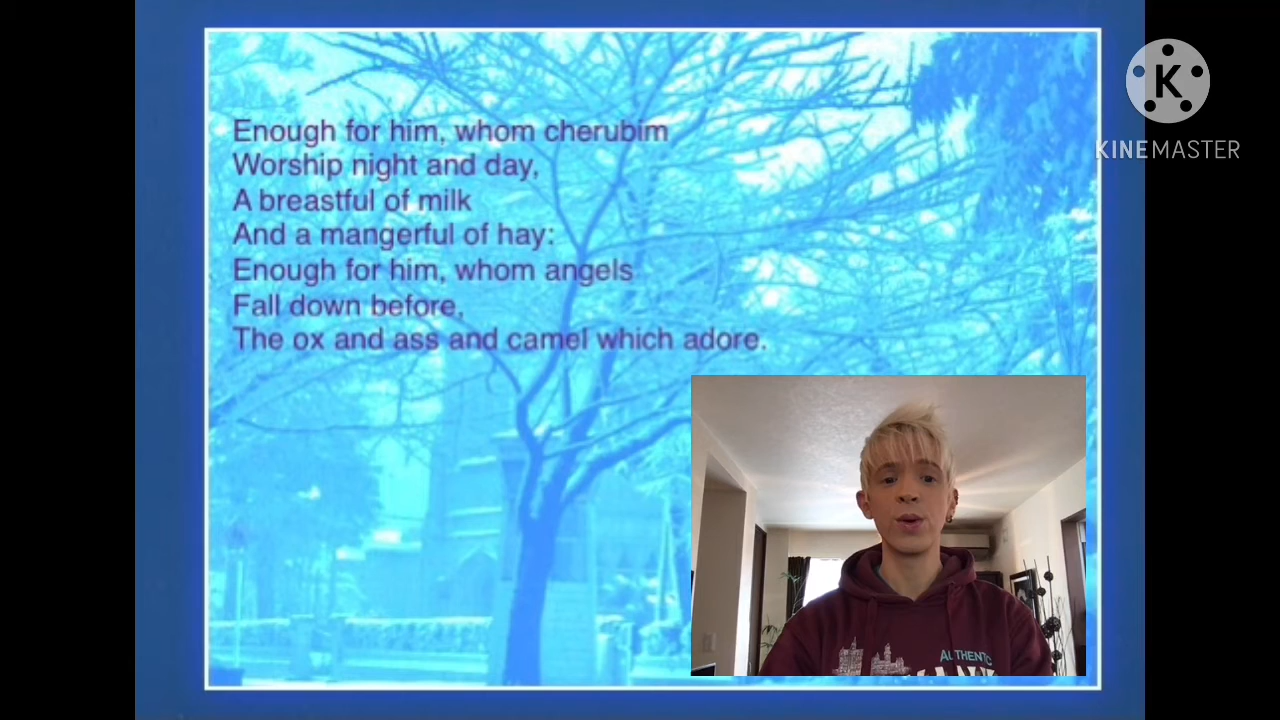 Enough for him, whom cherubim
Worship night and day,
A breastful of milk
And a mangerful of hay:
Enough for him, whom angels
Fall down before,
The ox and ass and camel which adore.
K
KINEMASTER
AUTHENTIC